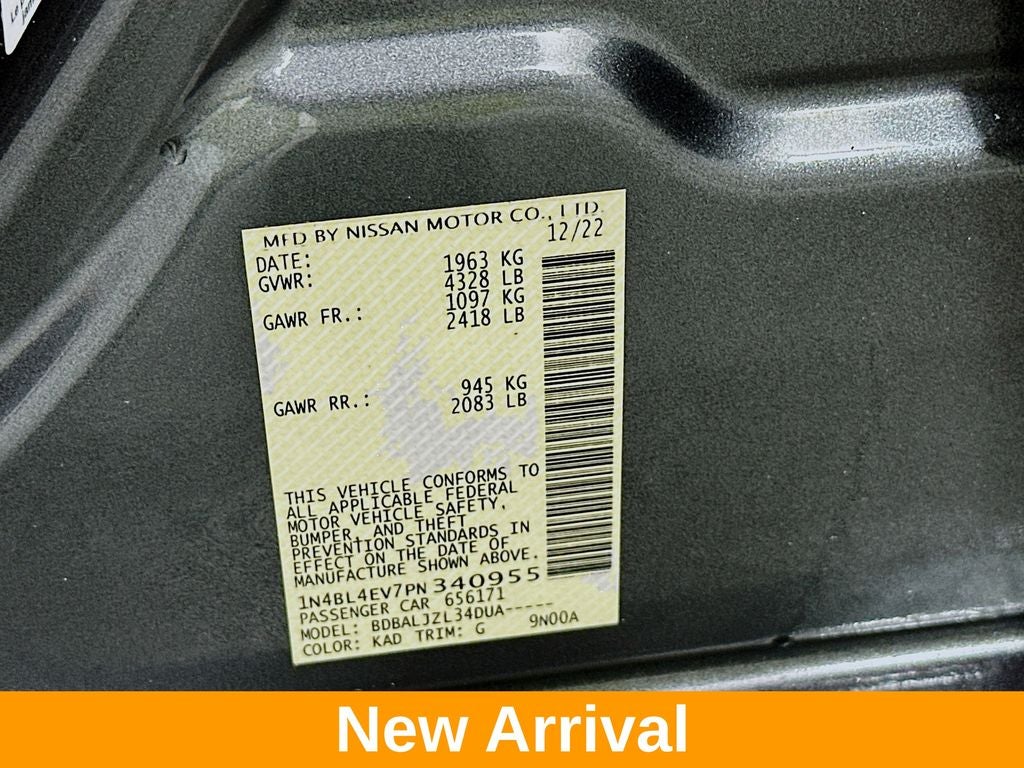 MFD BY NISSAN MOTOR CO., LTD.
DATE: 12/22
GVWR: 1963 KG
4328 LB
GAWR FR.: 1097 KG
2418 LB
GAWR RR.: 945 KG
2083 LB
THIS VEHICLE CONFORMS TO
ALL APPLICABLE FEDERAL
MOTOR VEHICLE SAFETY,
BUMPER, AND THEFT
PREVENTION STANDARDS IN
EFFECT ON THE DATE OF
MANUFACTURE SHOWN ABOVE.
1N4BL4EV7PN340955
PASSENGER CAR 656171
MODEL: BDBALJZL34DUA-----
COLOR: KAD TRIM: G 9N00A
New Arrival